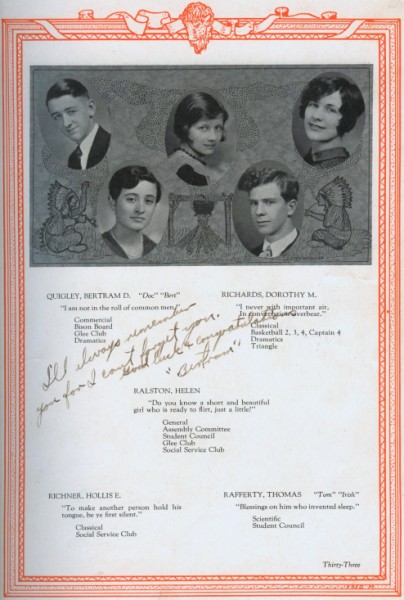 QUIGLEY, BERTRAM D. "Doc" "Bert"
"I am not in the roll of common men."
Commercial
Bison Board
Glee Club
Dramatics
RICHARDS, DOROTHY M.
"I never with important air,
In conversation overbear."
Classical
Basketball 2, 3, 4, Captain 4
Dramatics
Triangle
I'll always remember
you for I can't forget you.
Good luck & congratulations
"Bertram"
RALSTON, HELEN
"Do you know a short and beautiful
girl who is ready to flirt, just a little?"
General
Assembly Committee
Student Council
Glee Club
Social Service Club
RICHNER, HOLLIS E.
"To make another person hold his
tongue, be ye first silent."
Classical
Social Service Club
RAFFERTY, THOMAS "Tom" "Irish"
"Blessings on him who invented sleep."
Scientific
Student Council
Thirty-Three